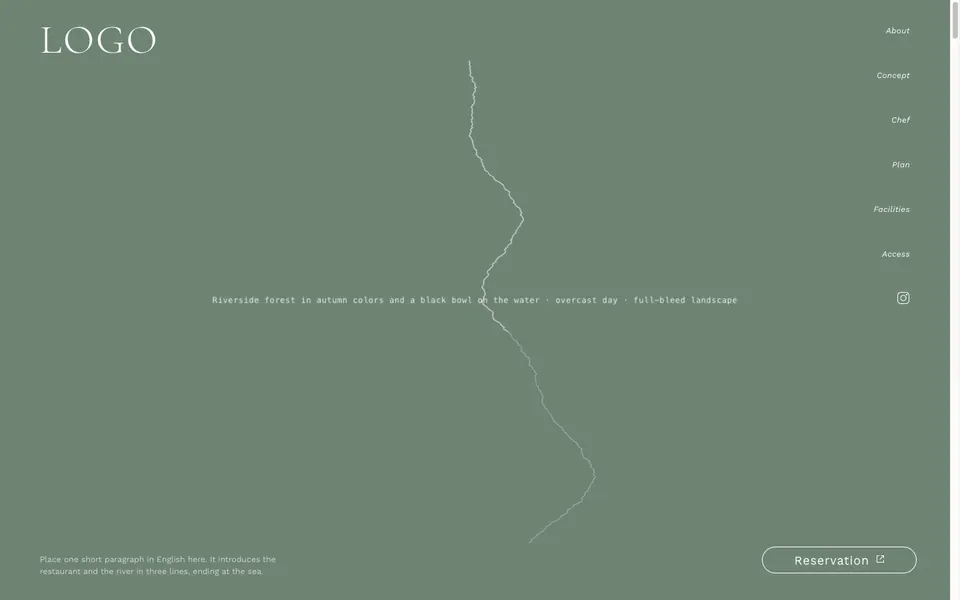 LOGO
About
Concept
Chef
Plan
Facilities
Access
Riverside forest in autumn colors and a black bowl on the water · overcast day · full-bleed landscape
Place one short paragraph in English here. It introduces the
restaurant and the river in three lines, ending at the sea.
Reservation